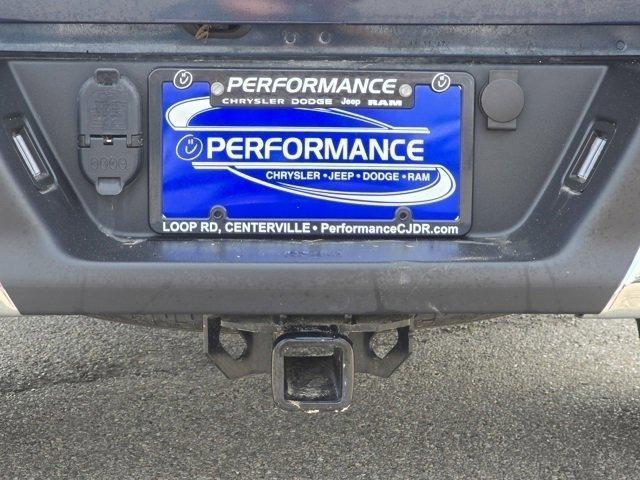 PERFORMANCE
CHRYSLER DODGE Jeep RAM
PERFORMANCE
CHRYSLER • JEEP • DODGE • RAM
LOOP RD, CENTERVILLE • PerformanceCJDR.com